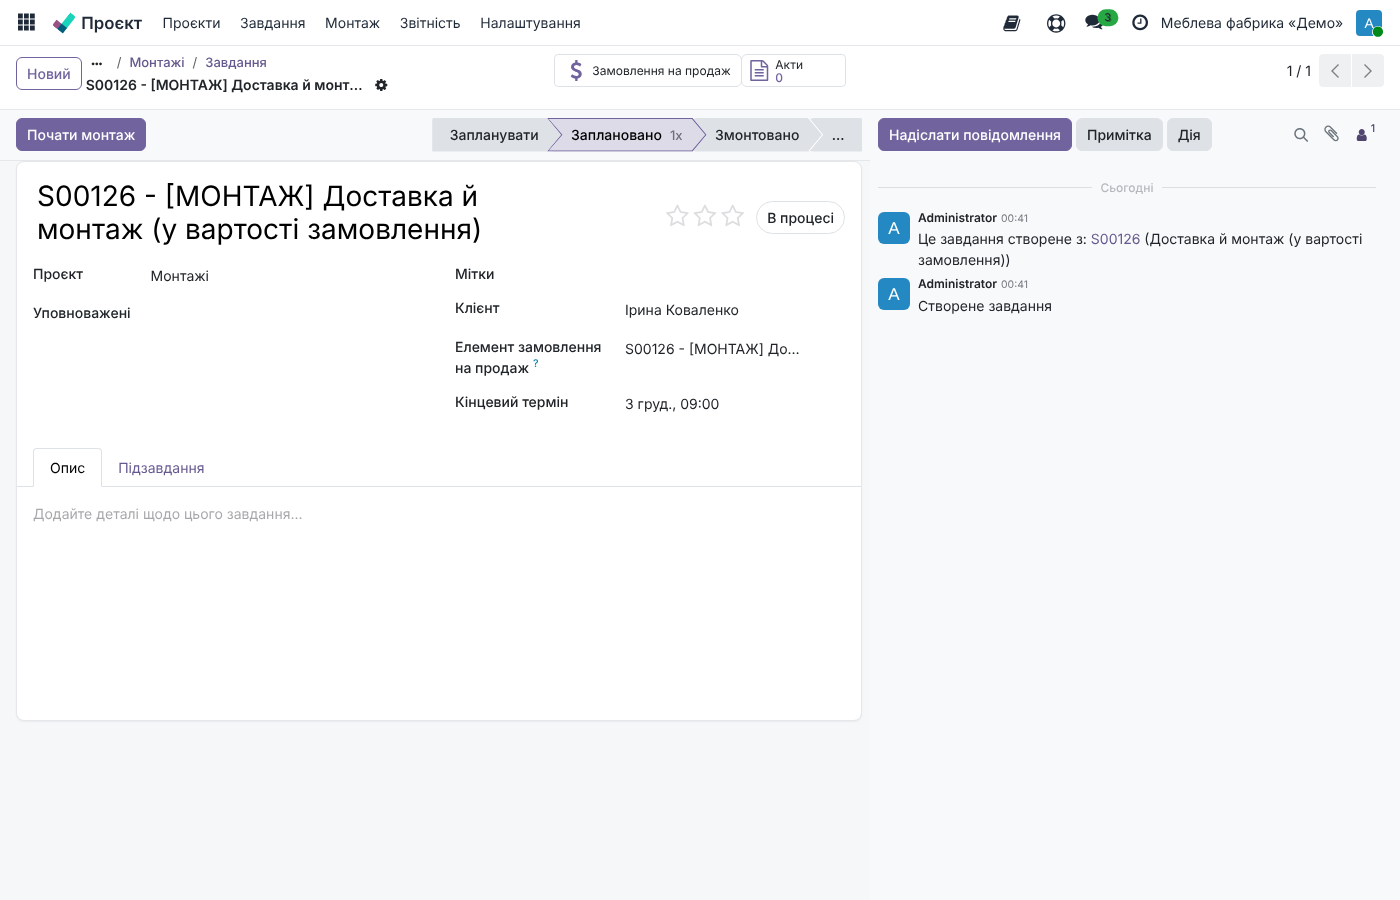 Проєкт
Проєкти
Завдання
Монтаж
Звітність
Налаштування
3
Меблева фабрика «Демо»
A
Новий
... / Монтажі / Завдання
S00126 - [МОНТАЖ] Доставка й монт...
Замовлення на продаж
Акти
0
1 / 1
Почати монтаж
Запланувати
Заплановано 1x
Змонтовано
...
Надіслати повідомлення
Примітка
Дія
1
S00126 - [МОНТАЖ] Доставка й
монтаж (у вартості замовлення)
В процесі
Проєкт
Монтажі
Уповноважені
Мітки
Клієнт
Ірина Коваленко
Елемент замовлення
на продаж ?
S00126 - [МОНТАЖ] До...
Кінцевий термін
3 груд., 09:00
Опис
Підзавдання
Додайте деталі щодо цього завдання...
Сьогодні
A
Administrator 00:41
Це завдання створене з: S00126 (Доставка й монтаж (у вартості
замовлення))
A
Administrator 00:41
Створене завдання